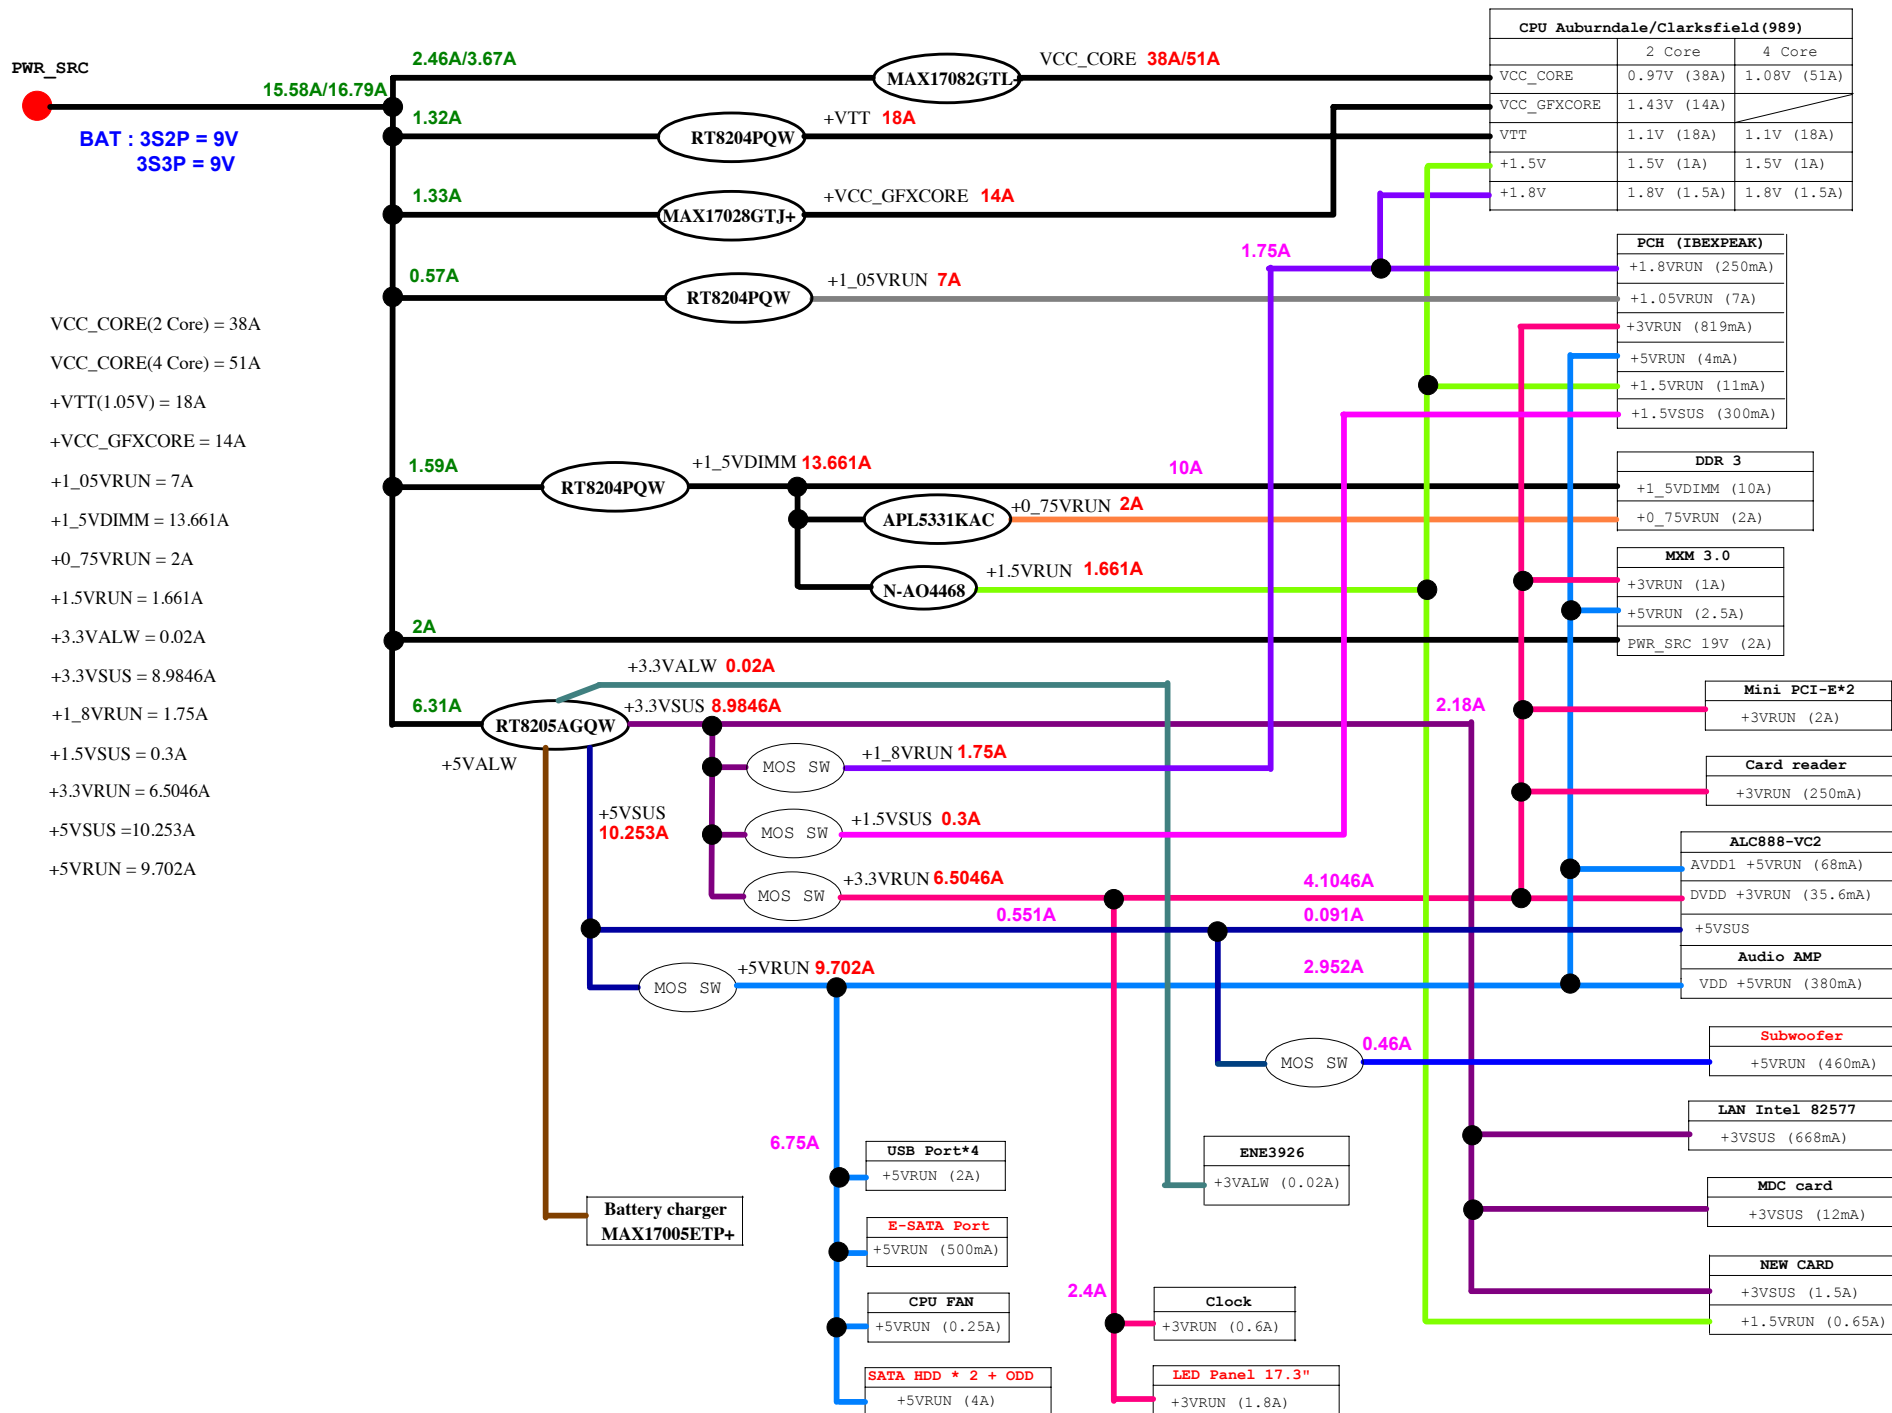 PWR_SRC
15.58A/16.79A
BAT : 3S2P = 9V
3S3P = 9V
2.46A/3.67A
MAX17082GTL+
VCC_CORE 38A/51A
1.32A
RT8204PQW
+VTT 18A
1.33A
MAX17028GTJ+
+VCC_GFXCORE 14A
0.57A
RT8204PQW
+1_05VRUN 7A
1.75A
CPU Auburndale/Clarksfield(989)
2 Core 4 Core
VCC_CORE 0.97V (38A) 1.08V (51A)
VCC_GFXCORE 1.43V (14A)
VTT 1.1V (18A) 1.1V (18A)
+1.5V 1.5V (1A) 1.5V (1A)
+1.8V 1.8V (1.5A) 1.8V (1.5A)
PCH (IBEXPEAK)
+1.8VRUN (250mA)
+1.05VRUN (7A)
+3VRUN (819mA)
+5VRUN (4mA)
+1.5VRUN (11mA)
+1.5VSUS (300mA)
VCC_CORE(2 Core) = 38A
VCC_CORE(4 Core) = 51A
+VTT(1.05V) = 18A
+VCC_GFXCORE = 14A
+1_05VRUN = 7A
+1_5VDIMM = 13.661A
+0_75VRUN = 2A
+1.5VRUN = 1.661A
+3.3VALW = 0.02A
+3.3VSUS = 8.9846A
+1_8VRUN = 1.75A
+1.5VSUS = 0.3A
+3.3VRUN = 6.5046A
+5VSUS =10.253A
+5VRUN = 9.702A
1.59A
RT8204PQW
+1_5VDIMM 13.661A
10A
APL5331KAC
+0_75VRUN 2A
N-AO4468
+1.5VRUN 1.661A
DDR 3
+1_5VDIMM (10A)
+0_75VRUN (2A)
MXM 3.0
+3VRUN (1A)
+5VRUN (2.5A)
PWR_SRC 19V (2A)
2A
+3.3VALW 0.02A
6.31A
RT8205AGQW
+3.3VSUS 8.9846A
2.18A
+5VALW
MOS SW
+1_8VRUN 1.75A
+5VSUS
10.253A
MOS SW
+1.5VSUS 0.3A
MOS SW
+3.3VRUN 6.5046A
4.1046A
0.551A
0.091A
MOS SW
+5VRUN 9.702A
2.952A
MOS SW
0.46A
Mini PCI-E*2
+3VRUN (2A)
Card reader
+3VRUN (250mA)
ALC888-VC2
AVDD1 +5VRUN (68mA)
DVDD +3VRUN (35.6mA)
+5VSUS
Audio AMP
VDD +5VRUN (380mA)
Subwoofer
+5VRUN (460mA)
LAN Intel 82577
+3VSUS (668mA)
MDC card
+3VSUS (12mA)
NEW CARD
+3VSUS (1.5A)
+1.5VRUN (0.65A)
6.75A
USB Port*4
+5VRUN (2A)
E-SATA Port
+5VRUN (500mA)
CPU FAN
+5VRUN (0.25A)
SATA HDD * 2 + ODD
+5VRUN (4A)
Battery charger
MAX17005ETP+
ENE3926
+3VALW (0.02A)
2.4A
Clock
+3VRUN (0.6A)
LED Panel 17.3"
+3VRUN (1.8A)